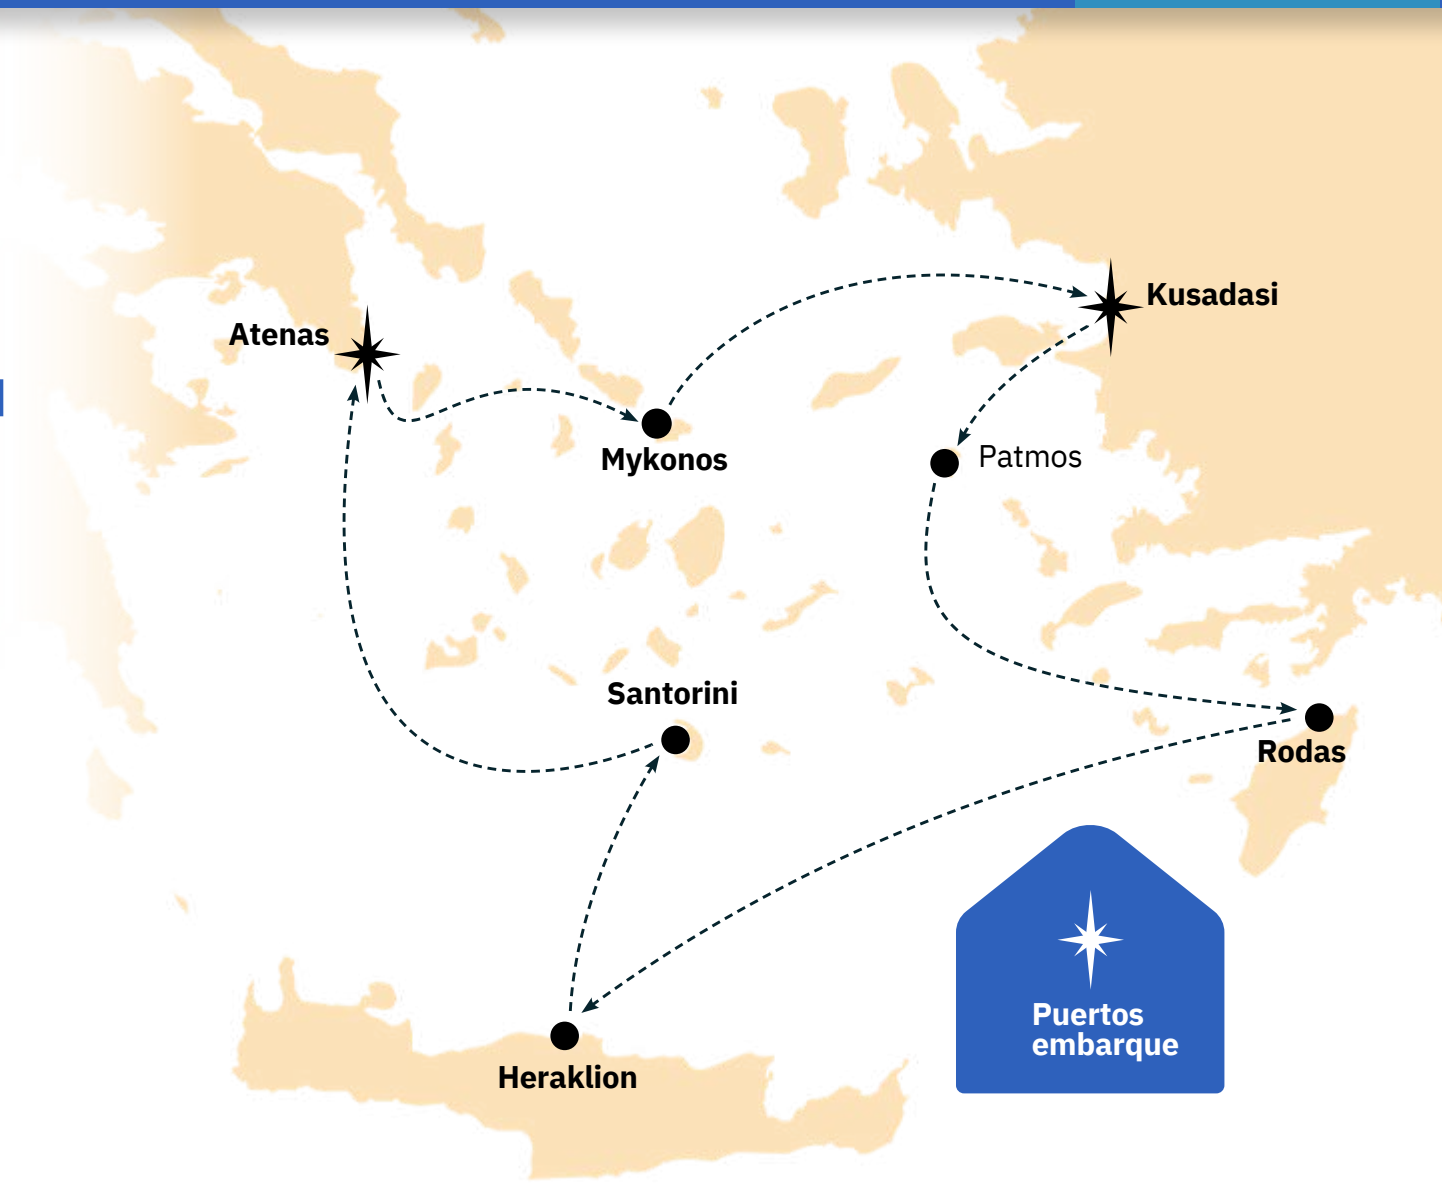 Kusadasi
Atenas
Mykonos
Patmos
Santorini
Rodas
Puertos
embarque
Heraklion